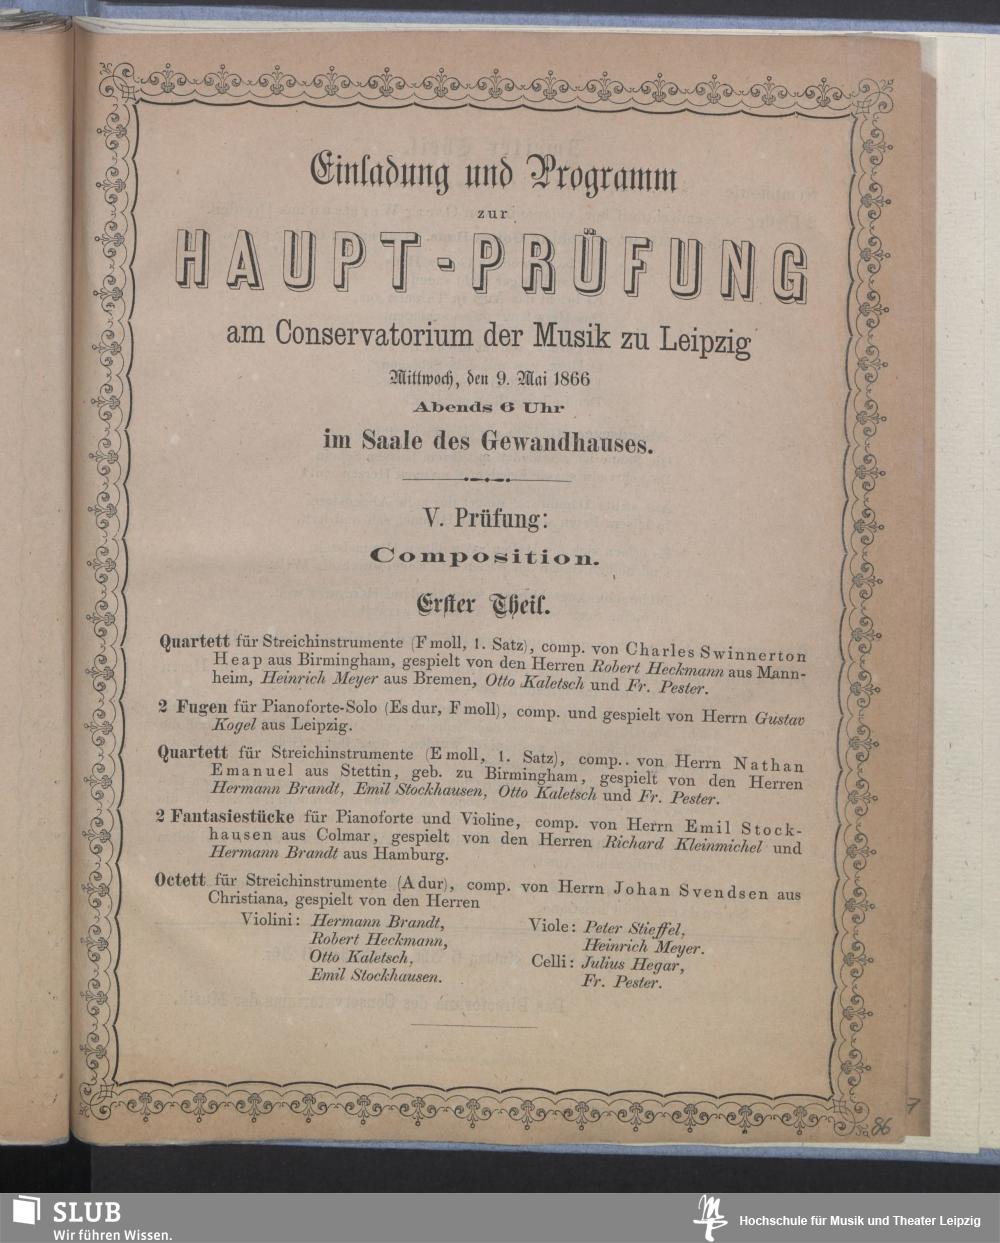 Einladung und Programm
zur
HAUPT-PRÜFUNG
am Conservatorium der Musik zu Leipzig
Mittwoch, den 9. Mai 1866
Abends 6 Uhr
im Saale des Gewandhauses.
V. Prüfung:
Composition.
Erster Theil.
Quartett für Streichinstrumente (F moll, 1. Satz), comp. von Charles Swinnerton
Heap aus Birmingham, gespielt von den Herren Robert Heckmann aus Mann-
heim, Heinrich Meyer aus Bremen, Otto Kaletsch und Fr. Pester.
2 Fugen für Pianoforte-Solo (Es dur, F moll), comp. und gespielt von Herrn Gustav
Kogel aus Leipzig.
Quartett für Streichinstrumente (E moll, 1. Satz), comp.. von Herrn Nathan
Emanuel aus Stettin, geb. zu Birmingham, gespielt von den Herren
Hermann Brandt, Emil Stockhausen, Otto Kaletsch und Fr. Pester.
2 Fantasiestücke für Pianoforte und Violine, comp. von Herrn Emil Stock-
hausen aus Colmar, gespielt von den Herren Richard Kleinmichel und
Hermann Brandt aus Hamburg.
Octett für Streichinstrumente (A dur), comp. von Herrn Johan Svendsen aus
Christiana, gespielt von den Herren
Violini: Hermann Brandt,
Robert Heckmann,
Otto Kaletsch,
Emil Stockhausen.
Viole: Peter Stieffel,
Heinrich Meyer.
Celli: Julius Hegar,
Fr. Pester.
7
86
SLUB
Wir führen Wissen.
Hochschule für Musik und Theater Leipzig